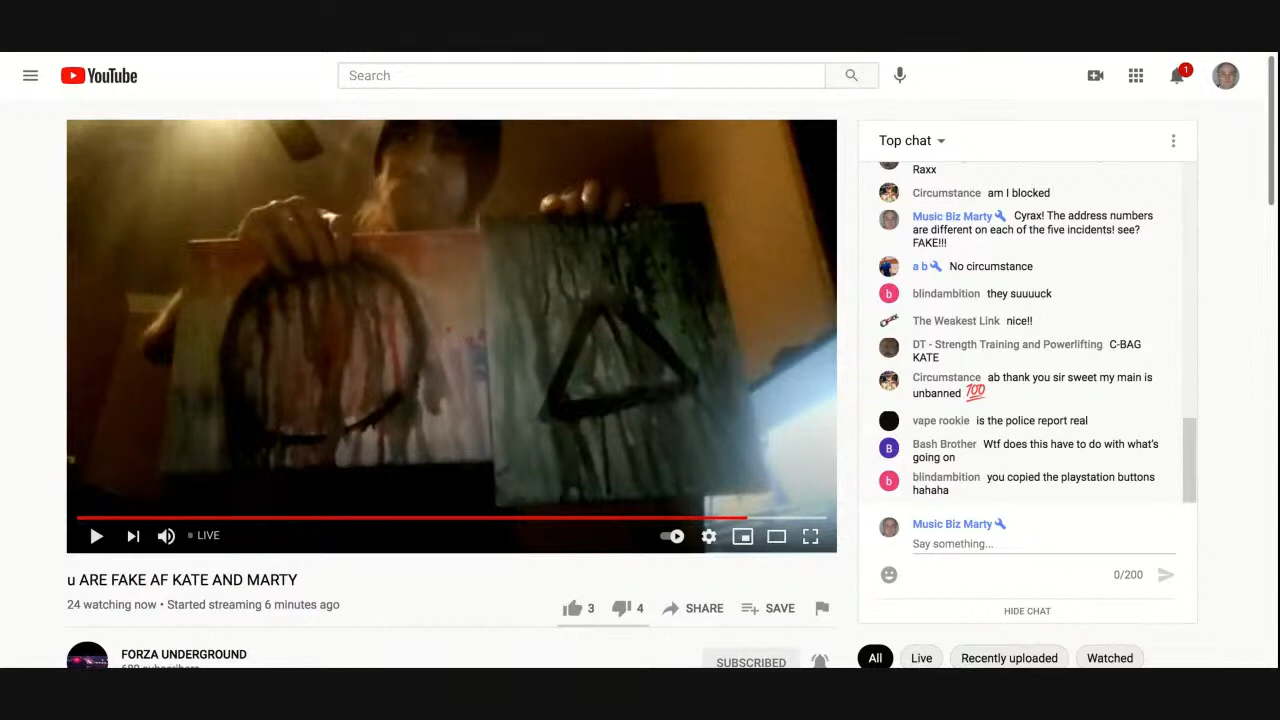 YouTube
Search
1
Top chat
Raxx
Circumstance am I blocked
Music Biz Marty Cyrax! The address numbers
are different on each of the five incidents! see?
FAKE!!!
a b No circumstance
blindambition they suuuuck
The Weakest Link nice!!
DT - Strength Training and Powerlifting C-BAG
KATE
Circumstance ab thank you sir sweet my main is
unbanned 💯
vape rookie is the police report real
B Bash Brother Wtf does this have to do with what's
going on
b blindambition you copied the playstation buttons
hahaha
Music Biz Marty
Say something...
0/200
HIDE CHAT
LIVE
u ARE FAKE AF KATE AND MARTY
24 watching now • Started streaming 6 minutes ago
3 4 SHARE SAVE
FORZA UNDERGROUND
SUBSCRIBED
All Live Recently uploaded Watched